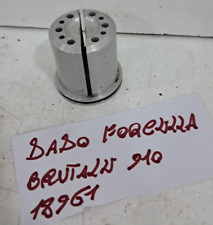 DADO FORCELLA
BRUTALE 910
18961